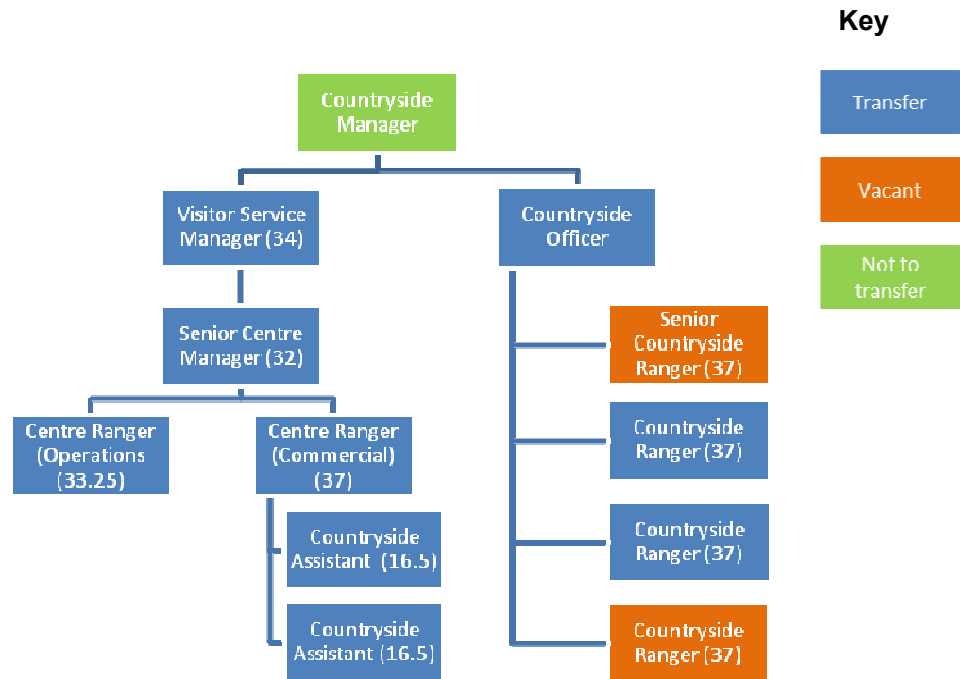 Key
Transfer
Vacant
Not to
transfer
Countryside
Manager
Visitor Service
Manager (34)
Countryside
Officer
Senior Centre
Manager (32)
Centre Ranger
(Operations
(33.25)
Centre Ranger
(Commercial)
(37)
Countryside
Assistant (16.5)
Countryside
Assistant (16.5)
Senior
Countryside
Ranger (37)
Countryside
Ranger (37)
Countryside
Ranger (37)
Countryside
Ranger (37)